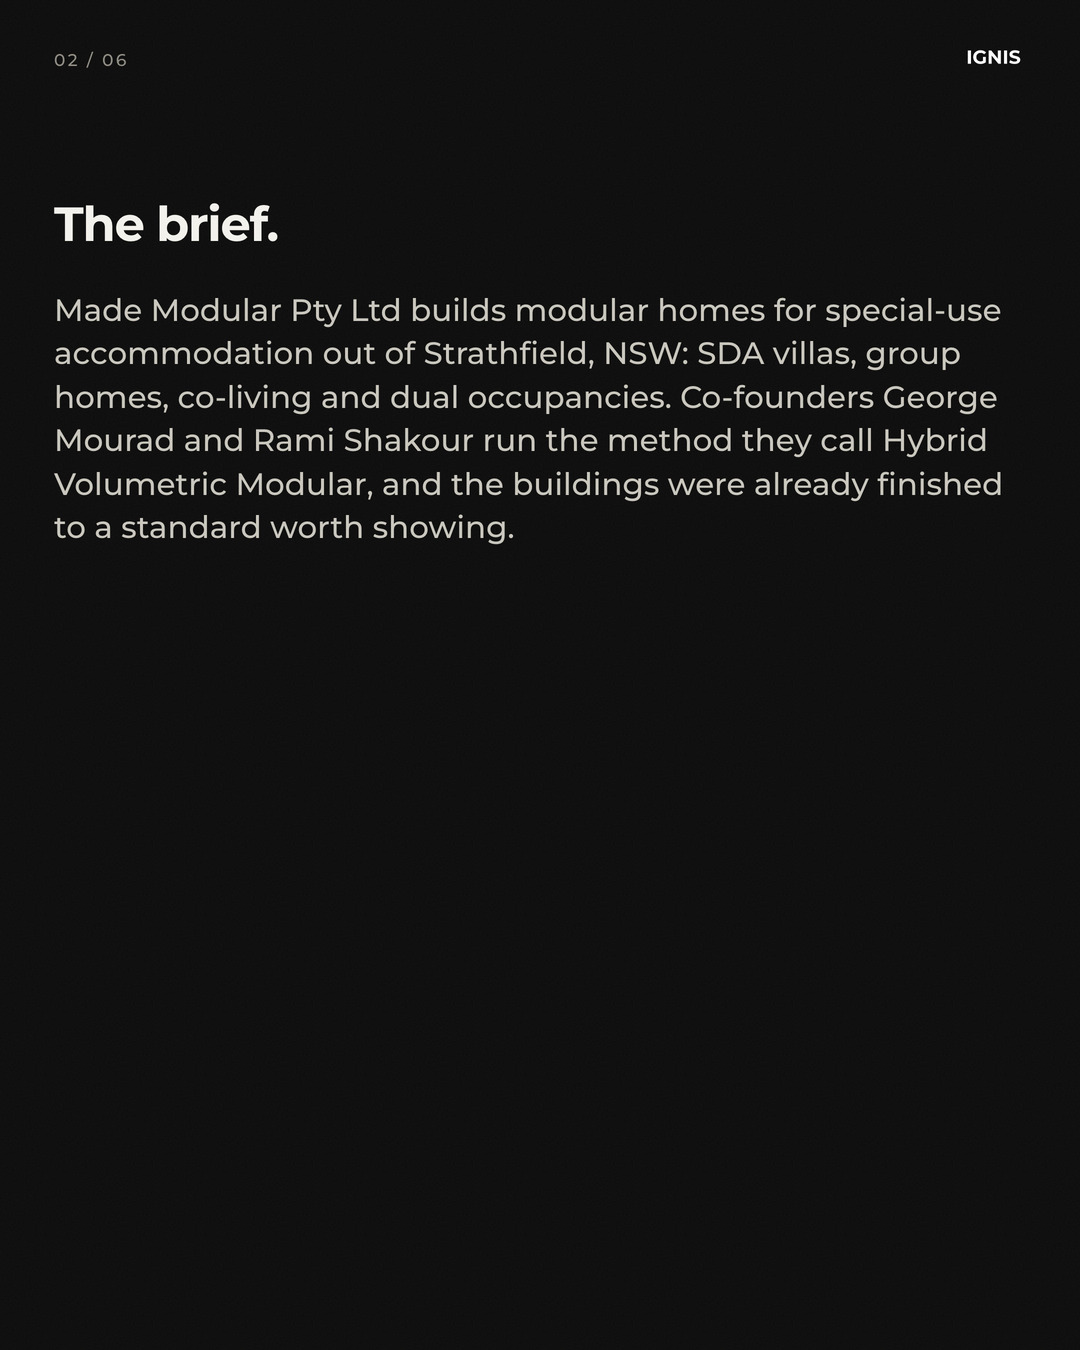 02 / 06
IGNIS
The brief.
Made Modular Pty Ltd builds modular homes for special-use
accommodation out of Strathfield, NSW: SDA villas, group
homes, co-living and dual occupancies. Co-founders George
Mourad and Rami Shakour run the method they call Hybrid
Volumetric Modular, and the buildings were already finished
to a standard worth showing.